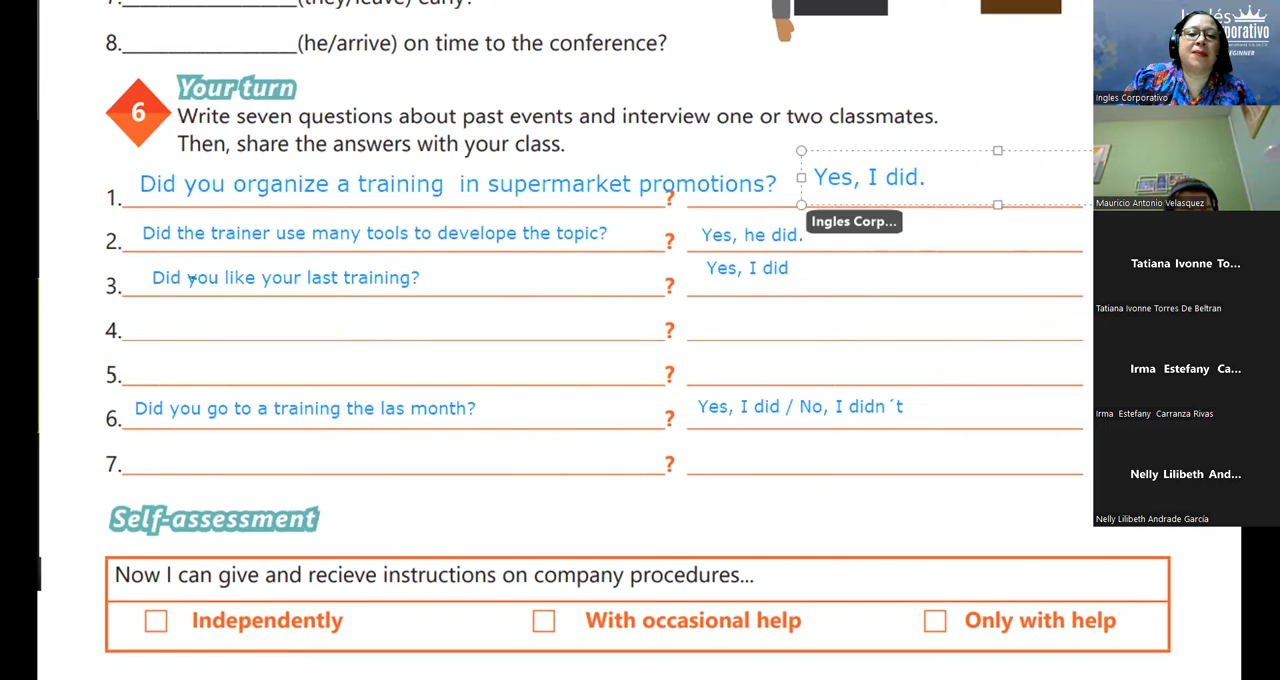 (they/leave) early?
8.________________(he/arrive) on time to the conference?
Your turn
6
Write seven questions about past events and interview one or two classmates.
Then, share the answers with your class.
1. Did you organize a training in supermarket promotions? ? Yes, I did.
Ingles Corp...
2. Did the trainer use many tools to develope the topic? ? Yes, he did.
3. Did you like your last training? ? Yes, I did
4. ?
5. ?
6. Did you go to a training the las month? ? Yes, I did / No, I didn´t
7. ?
Self-assessment
Now I can give and recieve instructions on company procedures...
Independently With occasional help Only with help
Inglés
Ingles Corporativo
Mauricio Antonio Velasquez
Tatiana Ivonne To...
Tatiana Ivonne Torres De Beltran
Irma Estefany Ca...
Irma Estefany Carranza Rivas
Nelly Lilibeth And...
Nelly Lilibeth Andrade García